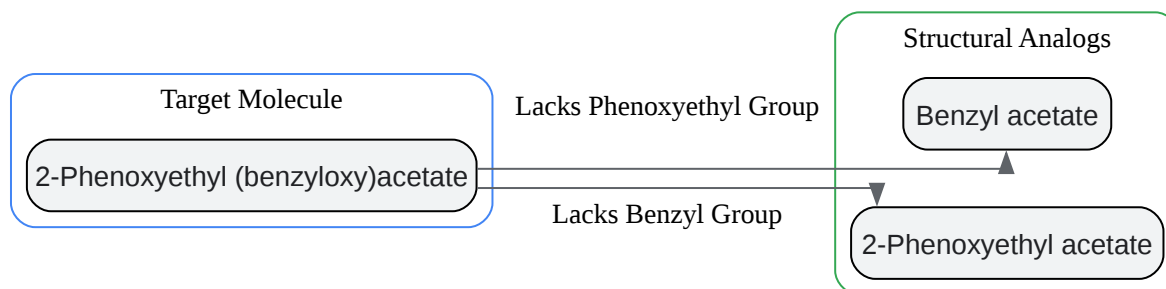 Structural Analogs
Target Molecule
Lacks Phenoxyethyl Group
Benzyl acetate
2-Phenoxyethyl (benzyloxy)acetate
Lacks Benzyl Group
2-Phenoxyethyl acetate